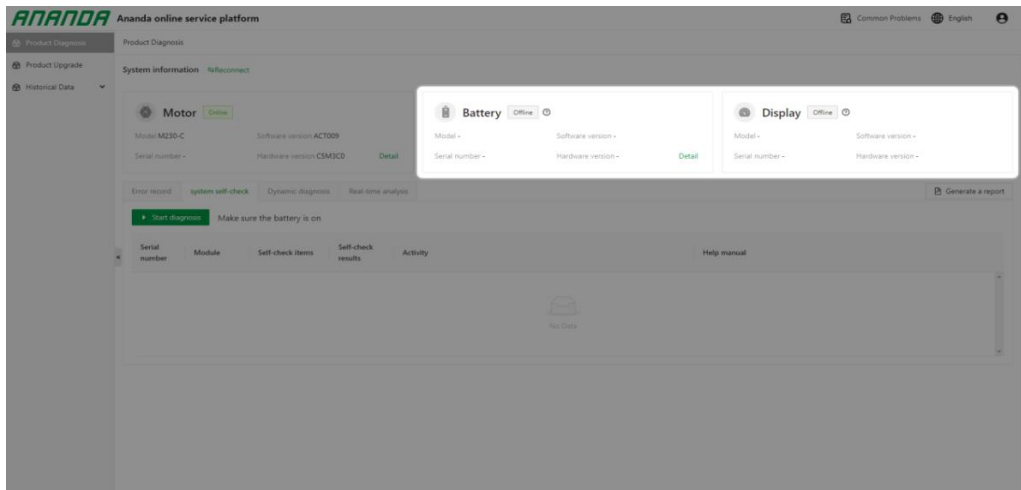 ANANDA Ananda online service platform
Common Problems English
Product Diagnosis
Product Upgrade
Historical Data
Product Diagnosis
System information Reconnect
Motor Online
Model M230-C Software version ACT009
Serial number - Hardware version CSM3C0 Detail
Battery Offline
Model - Software version -
Serial number - Hardware version - Detail
Display Offline
Model - Software version -
Serial number - Hardware version -
Error record system self-check Dynamic diagnosis Real-time analysis Generate a report
Start diagnosis Make sure the battery is on
Serial number Module Self-check items Self-check results Activity Help manual
No Data